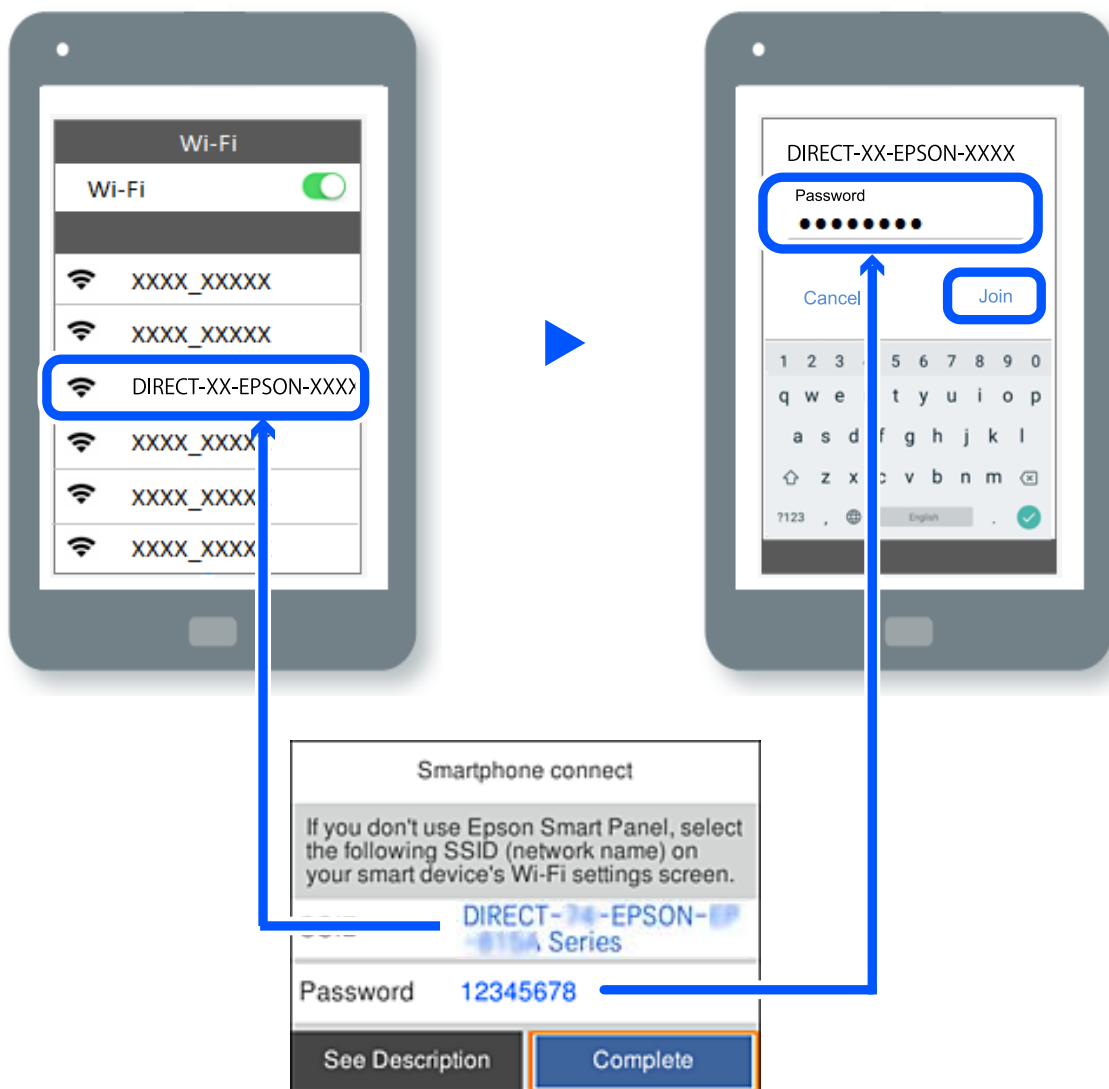 Wi-Fi
Wi-Fi
XXXX_XXXXX
XXXX_XXXXX
DIRECT-XX-EPSON-XXXX
XXXX_XXXX
XXXX_XXXX
XXXX_XXXX
DIRECT-XX-EPSON-XXXX
Password
●●●●●●●●
Cancel
Join
1 2 3 5 6 7 8 9 0
q w e t y u i o p
a s d f g h j k l
z x c v b n m
?123 , English .
Smartphone connect
If you don't use Epson Smart Panel, select
the following SSID (network name) on
your smart device's Wi-Fi settings screen.
DIRECT- -EPSON-
A Series
Password 12345678
See Description Complete